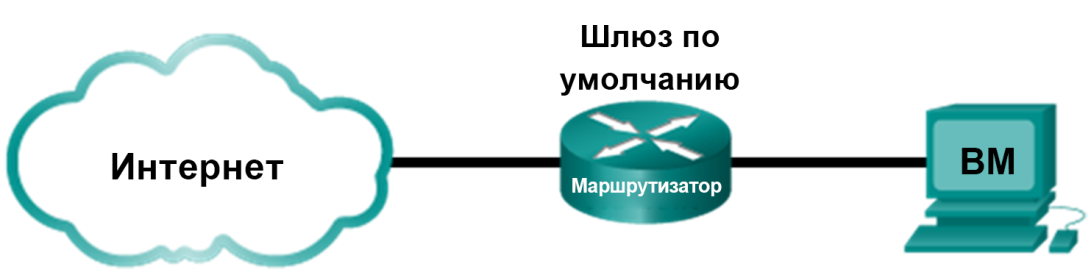 Шлюз по
умолчанию
Интернет
Маршрутизатор
ВМ